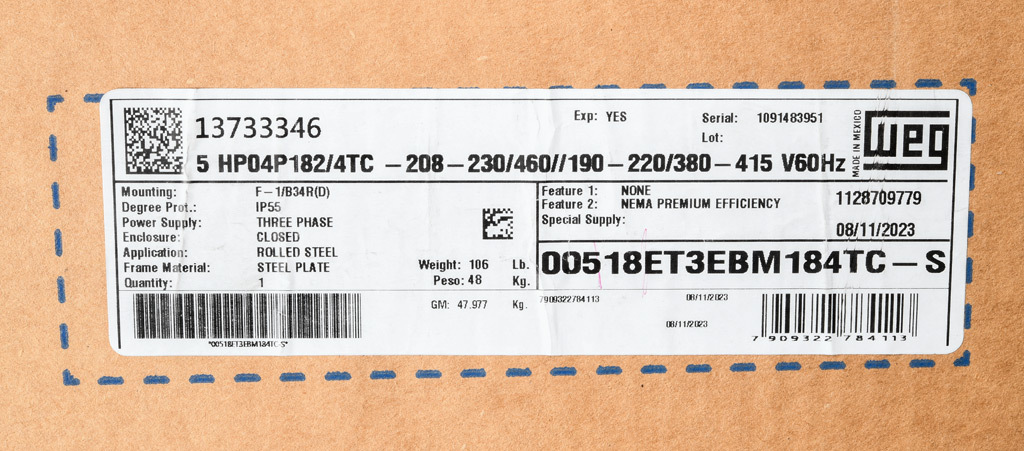 13733346
Exp: YES
Serial: 1091483951
Lot:
MADE IN MEXICO
WEG
5 HP04P182/4TC - 208 - 230/460//190 - 220/380 - 415 V60Hz
Mounting: F-1/B34R(D)
Degree Prot.: IP55
Power Supply: THREE PHASE
Enclosure: CLOSED
Application: ROLLED STEEL
Frame Material: STEEL PLATE
Quantity: 1
Weight: 106 Lb.
Peso: 48 Kg.
GM: 47.977 Kg.
Feature 1: NONE
Feature 2: NEMA PREMIUM EFFICIENCY
Special Supply:
1128709779
08/11/2023
00518ET3EBM184TC - S
*00518ET3EBM184TC-S*
7909322784113
08/11/2023
08/11/2023
7 909322 784113